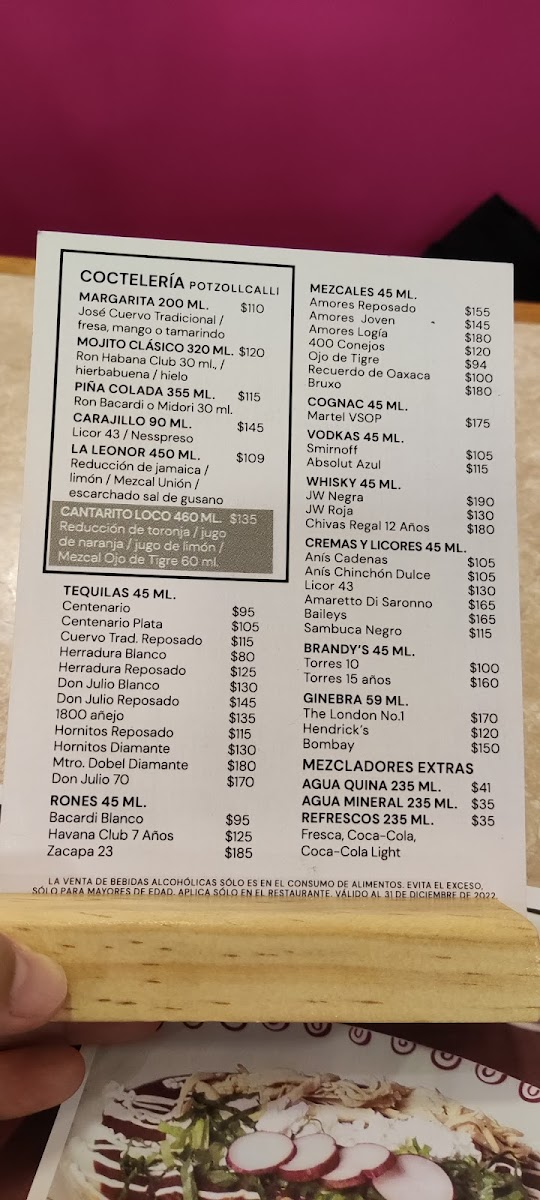 COCTELERÍA POTZOLLCALLI
MARGARITA 200 ML. $110
José Cuervo Tradicional /
fresa, mango o tamarindo
MOJITO CLÁSICO 320 ML. $120
Ron Habana Club 30 ml., /
hierbabuena / hielo
PIÑA COLADA 355 ML. $115
Ron Bacardi o Midori 30 ml.
CARAJILLO 90 ML. $145
Licor 43 / Nesspreso
LA LEONOR 450 ML. $109
Reducción de jamaica /
limón / Mezcal Unión /
escarchado sal de gusano
CANTARITO LOCO 460 ML. $135
Reducción de toronja / jugo
de naranja / jugo de limón /
Mezcal Ojo de Tigre 60 ml.
TEQUILAS 45 ML.
Centenario $95
Centenario Plata $105
Cuervo Trad. Reposado $115
Herradura Blanco $80
Herradura Reposado $125
Don Julio Blanco $130
Don Julio Reposado $145
1800 añejo $135
Hornitos Reposado $115
Hornitos Diamante $130
Mtro. Dobel Diamante $180
Don Julio 70 $170
RONES 45 ML.
Bacardi Blanco $95
Havana Club 7 Años $125
Zacapa 23 $185
MEZCALES 45 ML.
Amores Reposado $155
Amores Joven $145
Amores Logía $180
400 Conejos $120
Ojo de Tigre $94
Recuerdo de Oaxaca $100
Bruxo $180
COGNAC 45 ML.
Martel VSOP $175
VODKAS 45 ML.
Smirnoff $105
Absolut Azul $115
WHISKY 45 ML.
JW Negra $190
JW Roja $130
Chivas Regal 12 Años $180
CREMAS Y LICORES 45 ML.
Anís Cadenas $105
Anís Chinchón Dulce $105
Licor 43 $130
Amaretto Di Saronno $165
Baileys $165
Sambuca Negro $115
BRANDY'S 45 ML.
Torres 10 $100
Torres 15 años $160
GINEBRA 59 ML.
The London No.1 $170
Hendrick's $120
Bombay $150
MEZCLADORES EXTRAS
AGUA QUINA 235 ML. $41
AGUA MINERAL 235 ML. $35
REFRESCOS 235 ML. $35
Fresca, Coca-Cola,
Coca-Cola Light
LA VENTA DE BEBIDAS ALCOHÓLICAS SÓLO ES EN EL CONSUMO DE ALIMENTOS. EVITA EL EXCESO,
SÓLO PARA MAYORES DE EDAD. APLICA SÓLO EN EL RESTAURANTE. VÁLIDO AL 31 DE DICIEMBRE DE 2022.